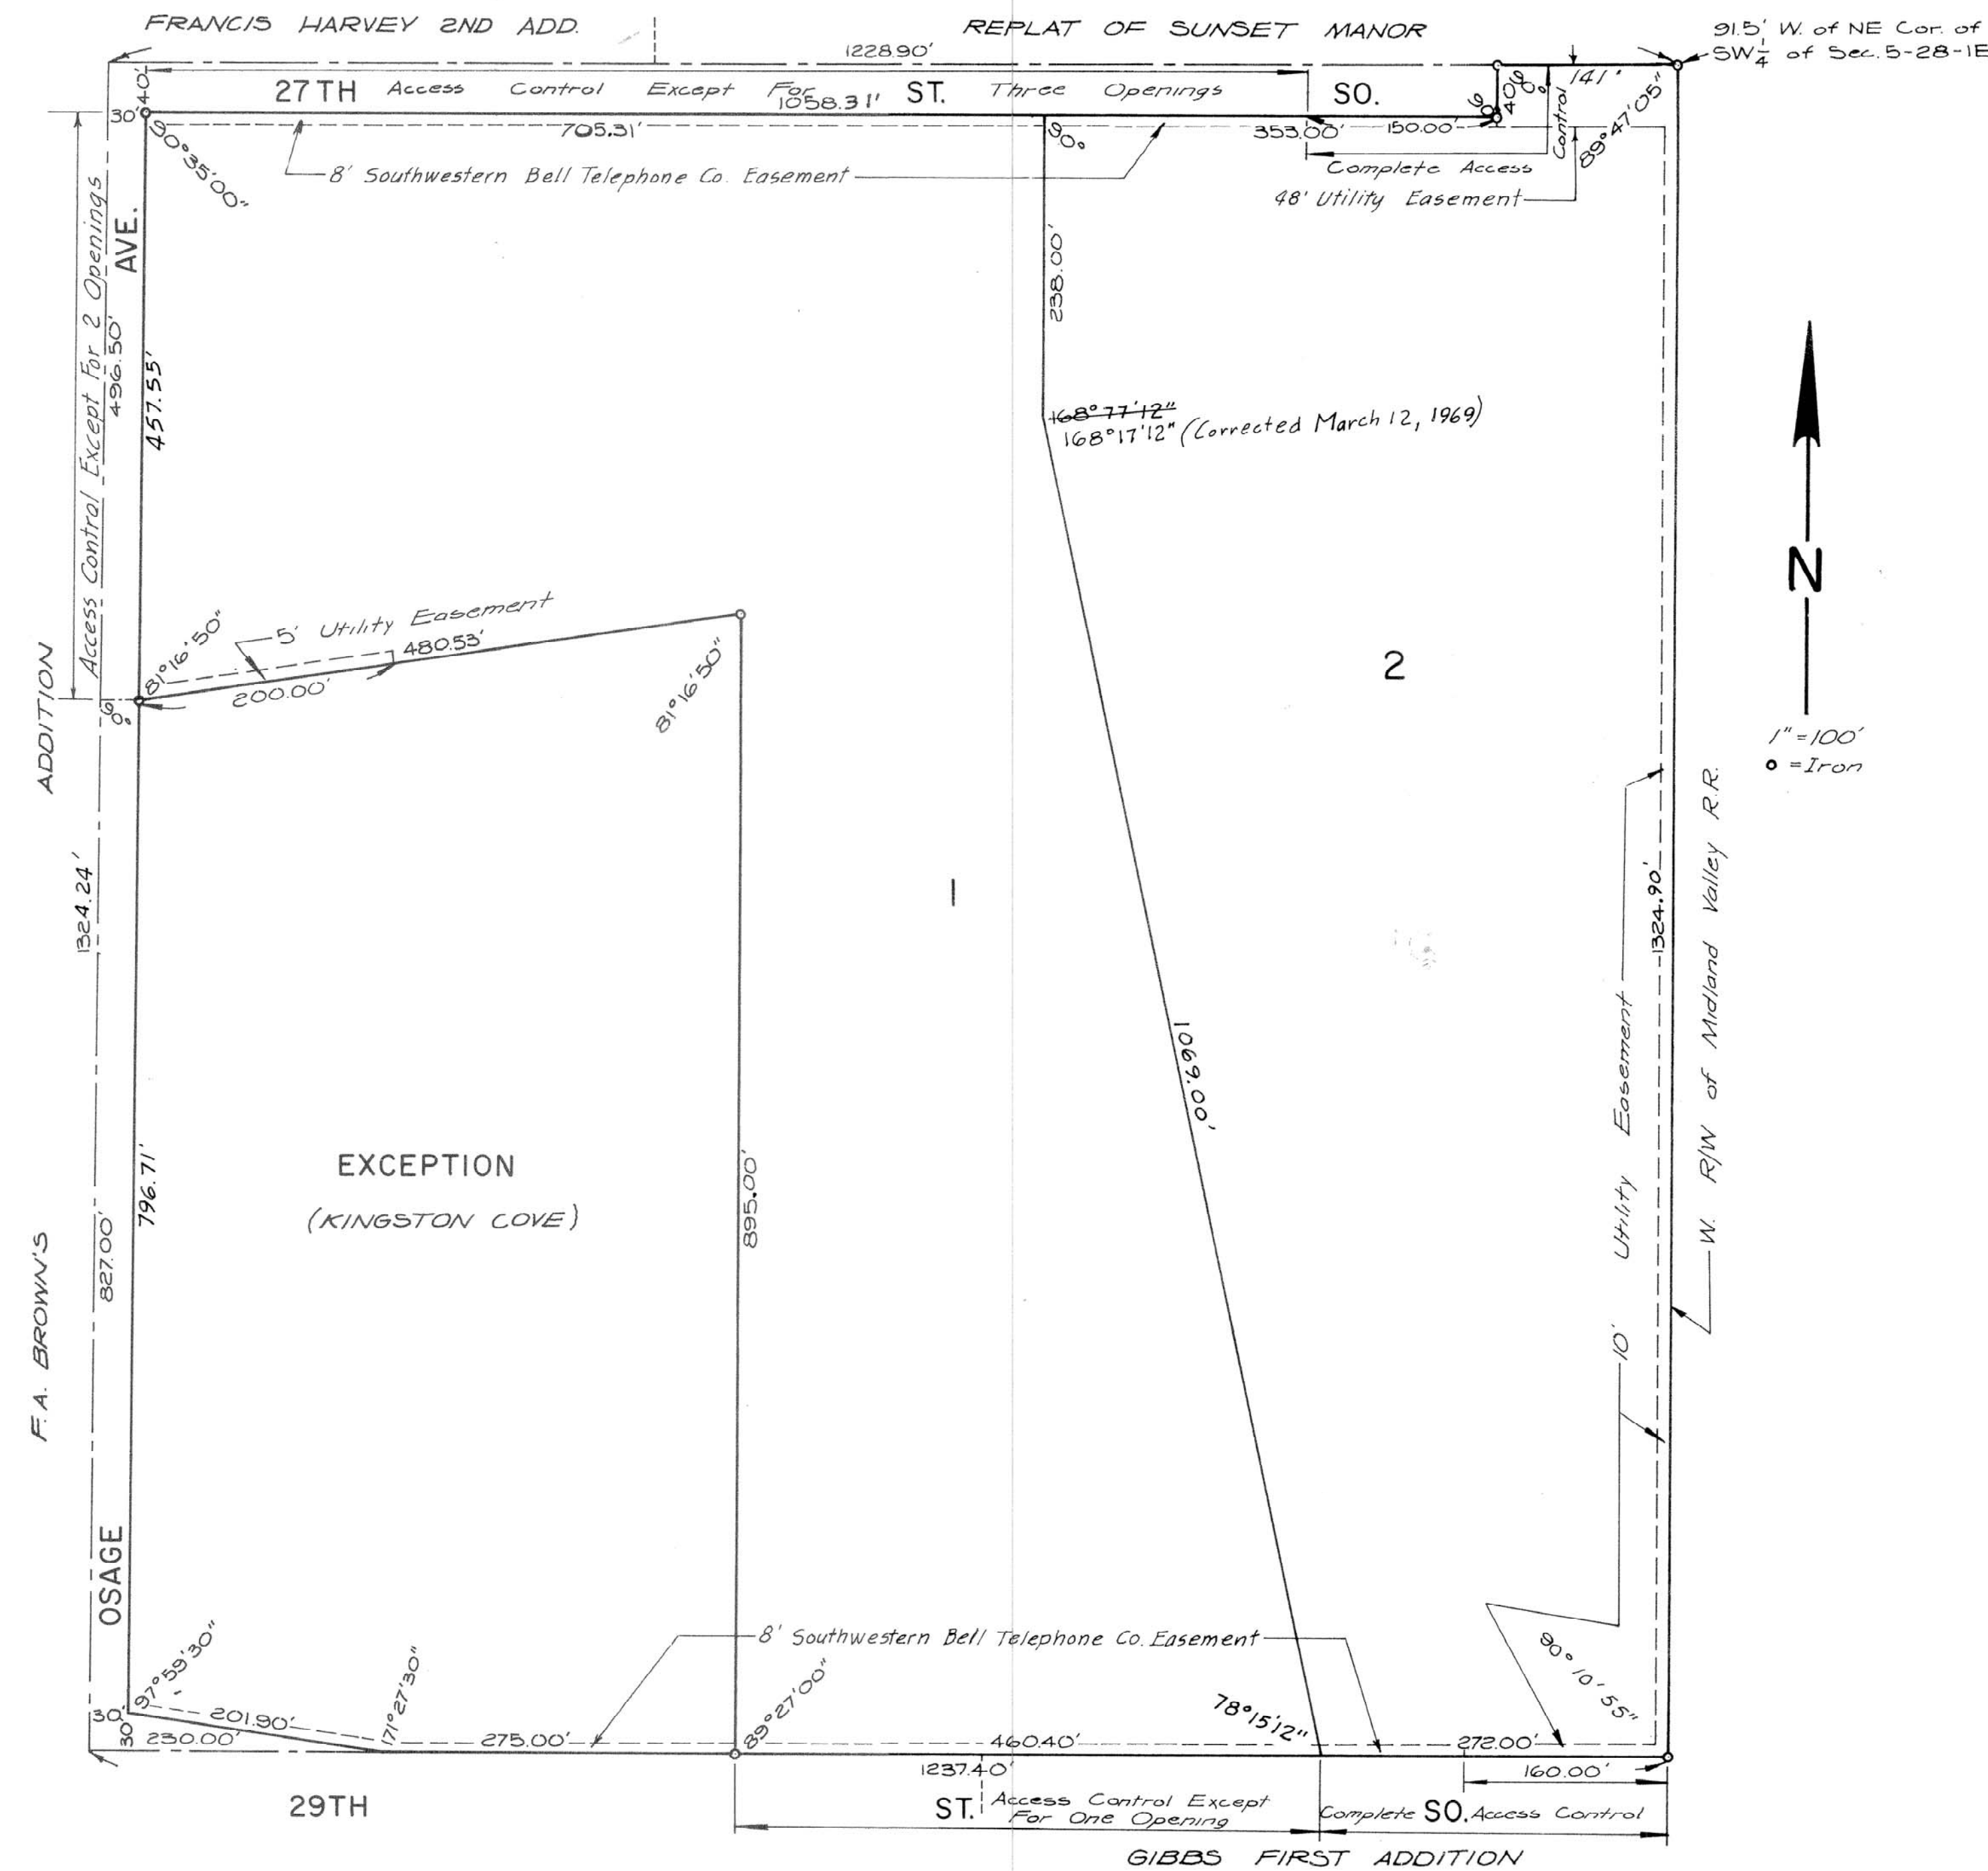 FRANCIS HARVEY 2ND ADD.
REPLAT OF SUNSET MANOR
91.5' W. of NE Cor. of
SW 1/4 of Sec. 5-28-1E
1228.90'
27TH Access Control Except For ST. Three Openings SO.
1058.31'
40'
30'
141'
40'
90°
90°
90°35'00"
705.31'
90°
353.00'
150.00'
Control
89°47'05"
8' Southwestern Bell Telephone Co. Easement
Complete Access
48' Utility Easement
Access Control Except For 2 Openings
AVE.
496.50'
457.55'
238.00'
168°77'12"
168°17'12" (Corrected March 12, 1969)
N
1" = 100'
o = Iron
5' Utility Easement
480.53'
81°16'50"
200.00'
81°16'50"
90°
2
ADDITION
1324.24'
1
1324.90'
W. R/W of Midland Valley R.R.
10' Utility Easement
1069.00'
796.71'
827.00'
895.00'
EXCEPTION
(KINGSTON COVE)
F. A. BROWN'S
OSAGE
97°59'30"
171°27'30"
8' Southwestern Bell Telephone Co. Easement
89°27'00"
78°15'12"
90°10'55"
30'
30'
201.90'
230.00'
275.00'
460.40'
272.00'
1237.40'
160.00'
29TH
ST.
Access Control Except
For One Opening
Complete SO. Access Control
GIBBS FIRST ADDITION